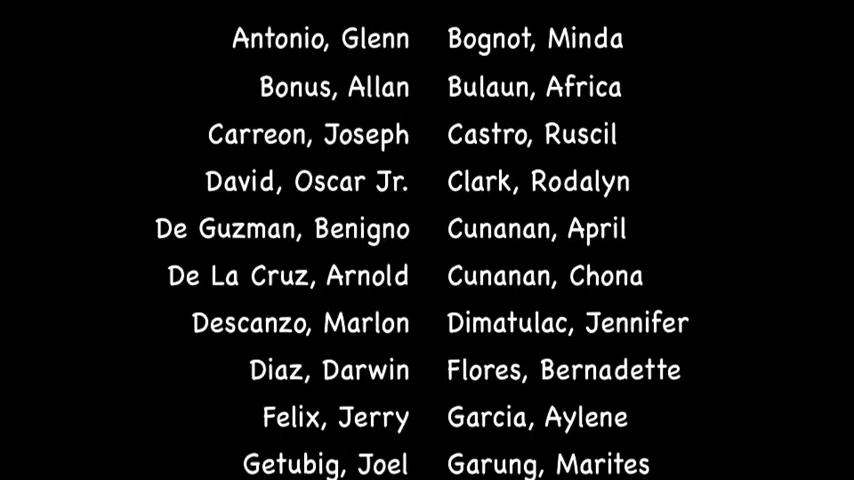 Antonio, Glenn Bognot, Minda
Bonus, Allan Bulaun, Africa
Carreon, Joseph Castro, Ruscil
David, Oscar Jr. Clark, Rodalyn
De Guzman, Benigno Cunanan, April
De La Cruz, Arnold Cunanan, Chona
Descanzo, Marlon Dimatulac, Jennifer
Diaz, Darwin Flores, Bernadette
Felix, Jerry Garcia, Aylene
Getubig, Joel Garung, Marites